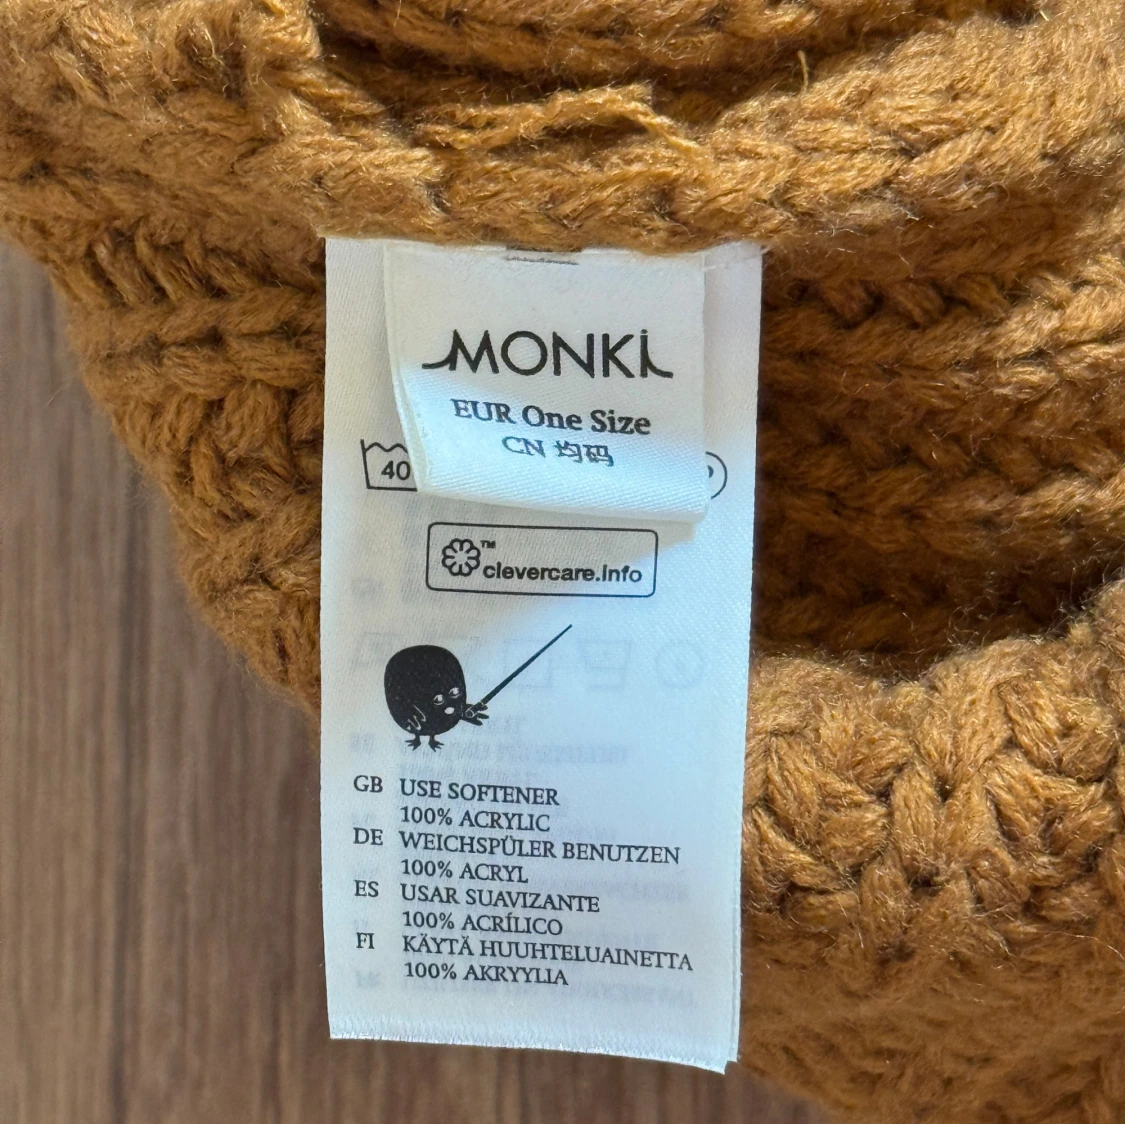 MONKI
EUR One Size
CN 均码
40
TM
clevercare.info
GB USE SOFTENER
100% ACRYLIC
DE WEICHSPÜLER BENUTZEN
100% ACRYL
ES USAR SUAVIZANTE
100% ACRÍLICO
FI KÄYTÄ HUUHTELUAINETTA
100% AKRYYLIA